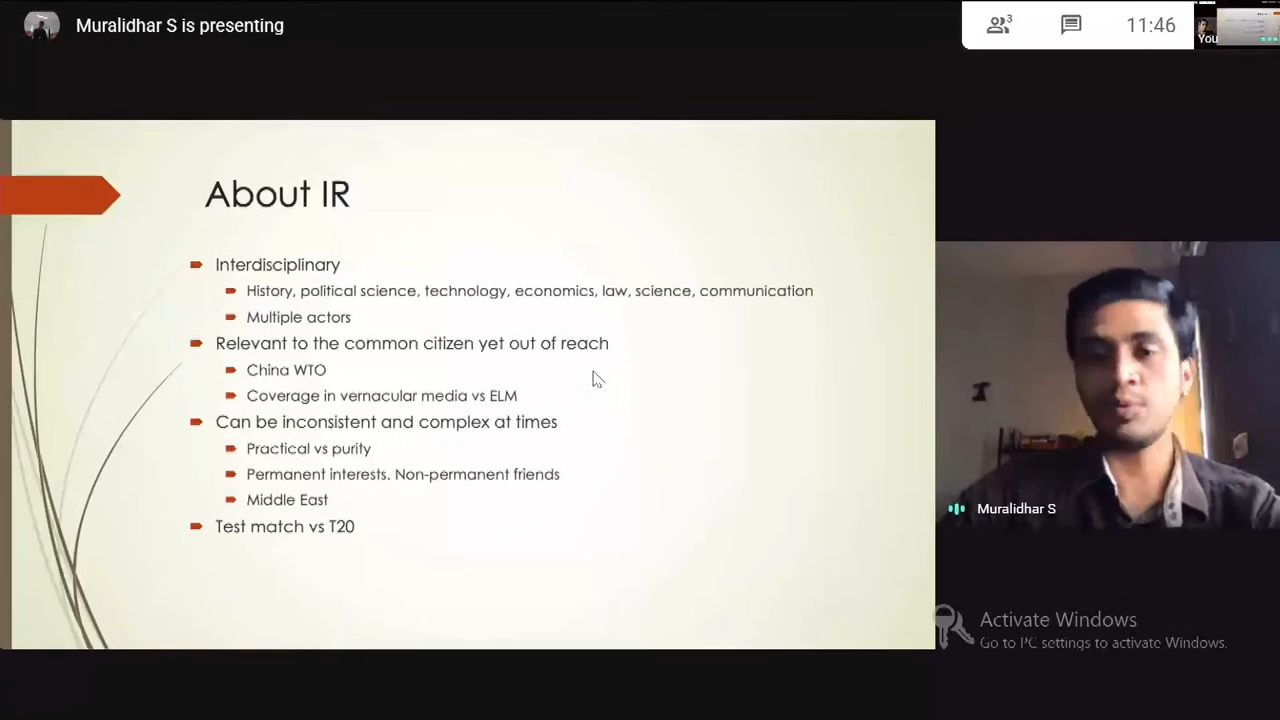 Muralidhar S is presenting
3
11:46
You
About IR
Interdisciplinary
History, political science, technology, economics, law, science, communication
Multiple actors
Relevant to the common citizen yet out of reach
China WTO
Coverage in vernacular media vs ELM
Can be inconsistent and complex at times
Practical vs purity
Permanent interests. Non-permanent friends
Middle East
Test match vs T20
Muralidhar S
Activate Windows
Go to PC settings to activate Windows.